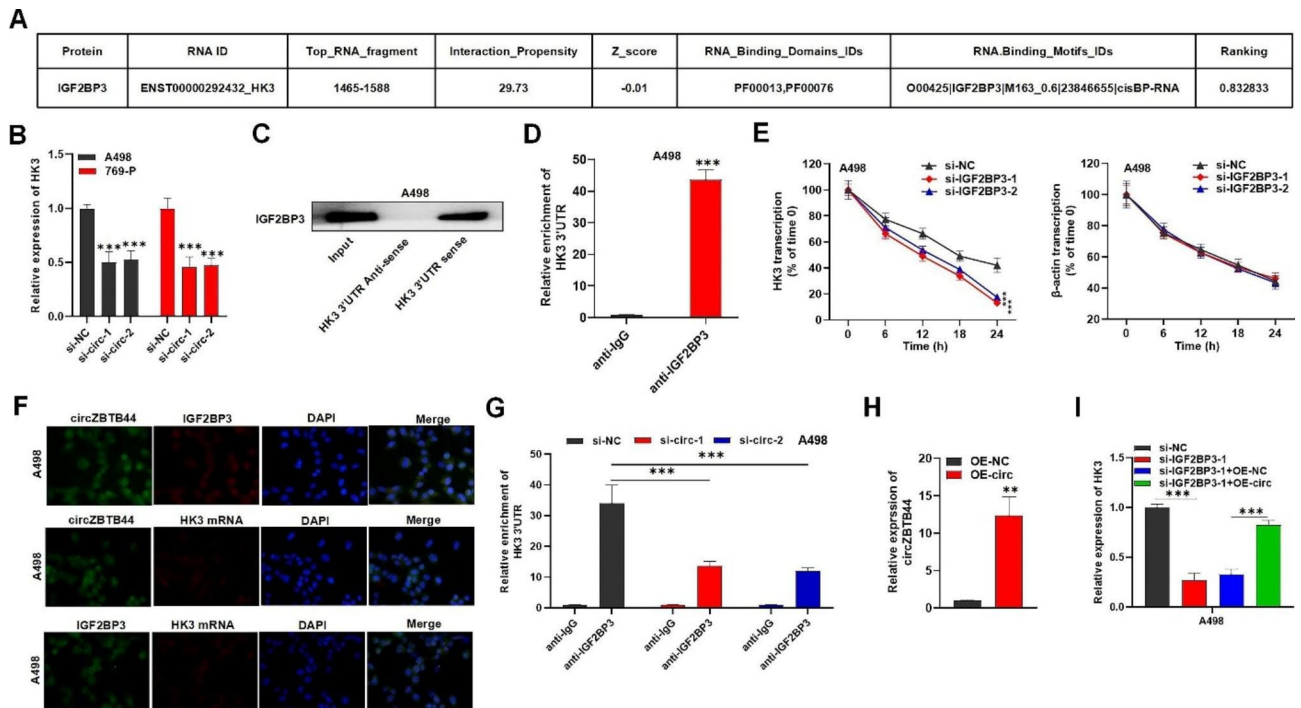 A
Protein RNA ID Top_RNA_fragment Interaction_Propensity Z_score RNA_Binding_Domains_IDs RNA.Binding_Motifs_IDs Ranking
IGF2BP3 ENST00000292432_HK3 1465-1588 29.73 -0.01 PF00013,PF00076 O00425|IGF2BP3|M163_0.6|23846655|cisBP-RNA 0.832833
B
Relative expression of HK3
1.5
1.0
0.5
0.0
A498
769-P
*** *** *** ***
si-NC si-circ-1 si-circ-2 si-NC si-circ-1 si-circ-2
C
A498
IGF2BP3
Input HK3 3'UTR Anti-sense HK3 3'UTR sense
D
Relative enrichment of
HK3 3'UTR
50
40
30
20
10
0
A498
***
anti-IgG anti-IGF2BP3
E
HK3 transcription
(% of time 0)
120
100
80
60
40
20
0
A498
si-NC
si-IGF2BP3-1
si-IGF2BP3-2
***
***
0 6 12 18 24
Time (h)
β-actin transcription
(% of time 0)
120
100
80
60
40
20
A498
si-NC
si-IGF2BP3-1
si-IGF2BP3-2
0 6 12 18 24
Time (h)
F
circZBTB44 IGF2BP3 DAPI Merge
A498
circZBTB44 HK3 mRNA DAPI Merge
A498
IGF2BP3 HK3 mRNA DAPI Merge
A498
G
si-NC si-circ-1 si-circ-2 A498
Relative enrichment of
HK3 3'UTR
50
40
30
20
10
0
***
***
anti-IgG anti-IGF2BP3 anti-IgG anti-IGF2BP3 anti-IgG anti-IGF2BP3
H
OE-NC
OE-circ
Relative exprssion of
circZBTB44
20
15
10
5
0
**
A498
I
si-NC
si-IGF2BP3-1
si-IGF2BP3-1+OE-NC
si-IGF2BP3-1+OE-circ
Relative expression of HK3
1.5
1.0
0.5
0.0
***
***
A498